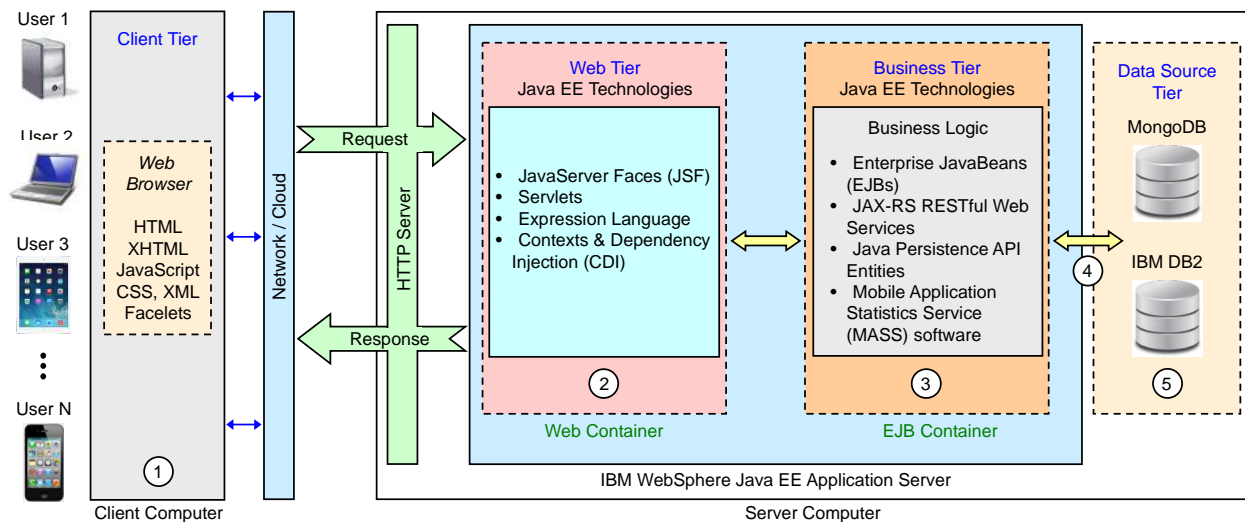 User 1
User 2
User 3
User N
Client Tier
Web
Browser
HTML
XHTML
JavaScript
CSS, XML
Facelets
1
Client Computer
Network / Cloud
HTTP Server
Request
Response
Web Tier
Java EE Technologies
• JavaServer Faces (JSF)
• Servlets
• Expression Language
• Contexts & Dependency
Injection (CDI)
2
Web Container
Business Tier
Java EE Technologies
Business Logic
• Enterprise JavaBeans
(EJBs)
• JAX-RS RESTful Web
Services
• Java Persistence API
Entities
• Mobile Application
Statistics Service
(MASS) software
3
EJB Container
IBM WebSphere Java EE Application Server
4
Data Source
Tier
MongoDB
IBM DB2
5
Server Computer